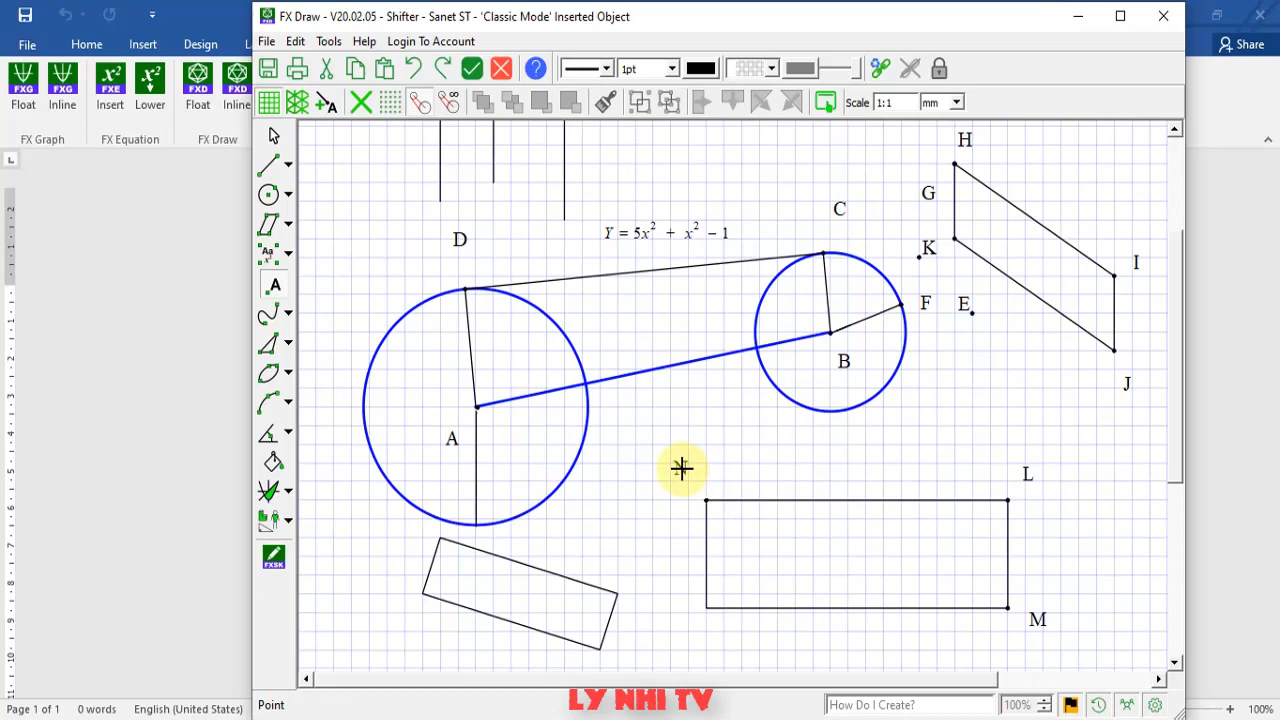 FX Draw - V20.02.05 - Shifter - Sanet ST - 'Classic Mode' Inserted Object
File Home Insert Design
Share
File Edit Tools Help Login To Account
1pt
Float Inline Insert Lower Float Inline
Scale 1:1 mm
FX Graph FX Equation FX Draw
H
G
C
D
Y = 5x² + x² − 1
K
I
F
E
B
J
A
N
L
M
Aa
A
FXSK
LY NHI TV
Point
How Do I Create?
100%
Page 1 of 1 0 words English (United States)
100%